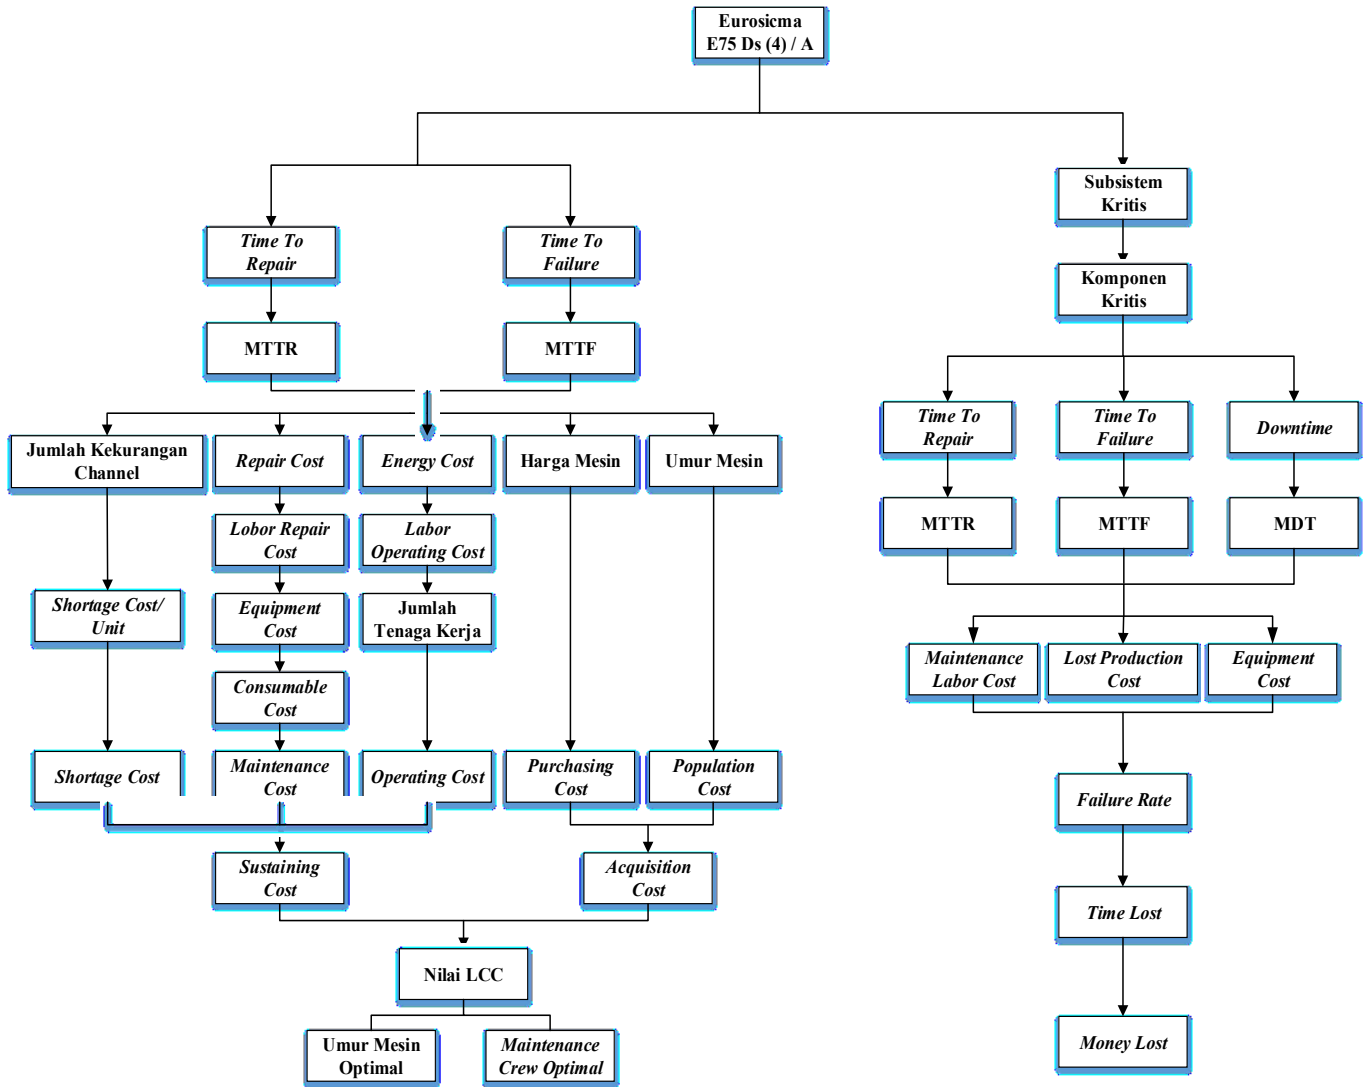 Eurosicma
E75 Ds (4) / A
Subsistem
Kritis
Time To
Repair
Time To
Failure
Komponen
Kritis
MTTR
MTTF
Time To
Repair
Time To
Failure
Downtime
Jumlah Kekurangan
Channel
Repair Cost
Energy Cost
Harga Mesin
Umur Mesin
MTTR
MTTF
MDT
Lobor Repair
Cost
Labor
Operating Cost
Shortage Cost/
Unit
Equipment
Cost
Jumlah
Tenaga Kerja
Maintenance
Labor Cost
Lost Production
Cost
Equipment
Cost
Consumable
Cost
Shortage Cost
Maintenance
Cost
Operating Cost
Purchasing
Cost
Population
Cost
Failure Rate
Sustaining
Cost
Acquisition
Cost
Time Lost
Nilai LCC
Umur Mesin
Optimal
Maintenance
Crew Optimal
Money Lost